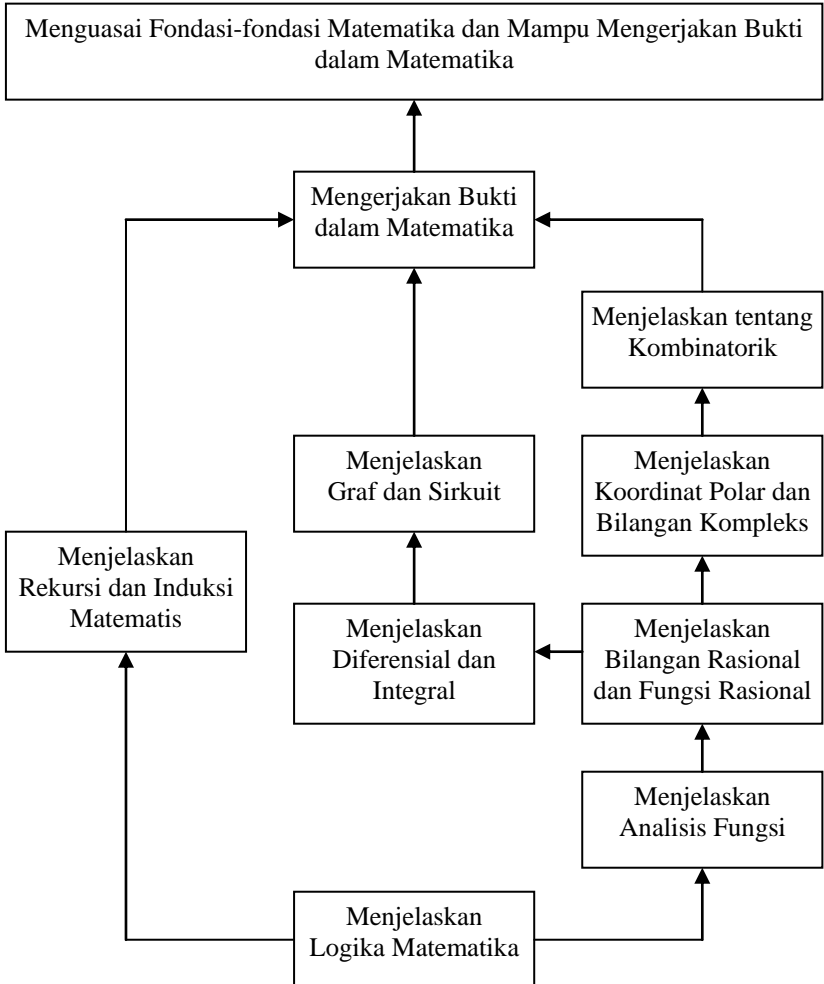 Menguasai Fondasi-fondasi Matematika dan Mampu Mengerjakan Bukti
dalam Matematika
Mengerjakan Bukti
dalam Matematika
Menjelaskan tentang
Kombinatorik
Menjelaskan
Graf dan Sirkuit
Menjelaskan
Koordinat Polar dan
Bilangan Kompleks
Menjelaskan
Rekursi dan Induksi
Matematis
Menjelaskan
Diferensial dan
Integral
Menjelaskan
Bilangan Rasional
dan Fungsi Rasional
Menjelaskan
Analisis Fungsi
Menjelaskan
Logika Matematika